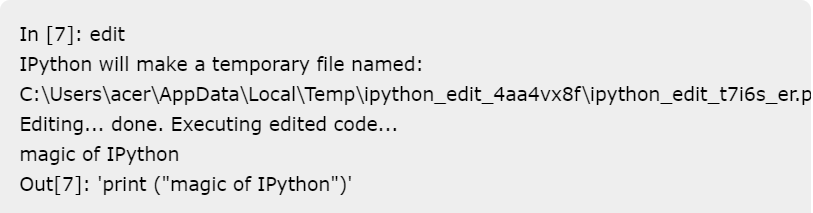 In [7]: edit
IPython will make a temporary file named:
C:\Users\acer\AppData\Local\Temp\ipython_edit_4aa4vx8f\ipython_edit_t7i6s_er.p
Editing... done. Executing edited code...
magic of IPython
Out[7]: 'print ("magic of IPython")'